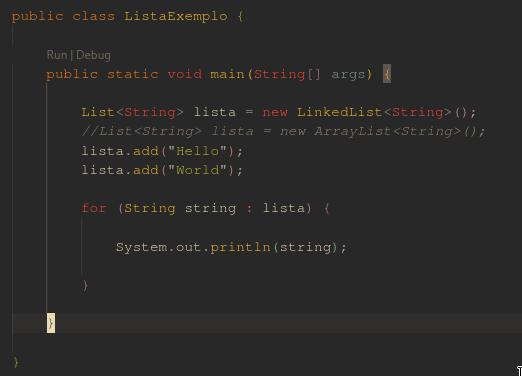 public class ListaExemplo {
Run | Debug
public static void main(String[] args) {
List<String> lista = new LinkedList<String>();
//List<String> lista = new ArrayList<String>();
lista.add("Hello");
lista.add("World");
for (String string : lista) {
System.out.println(string);
}
}
}